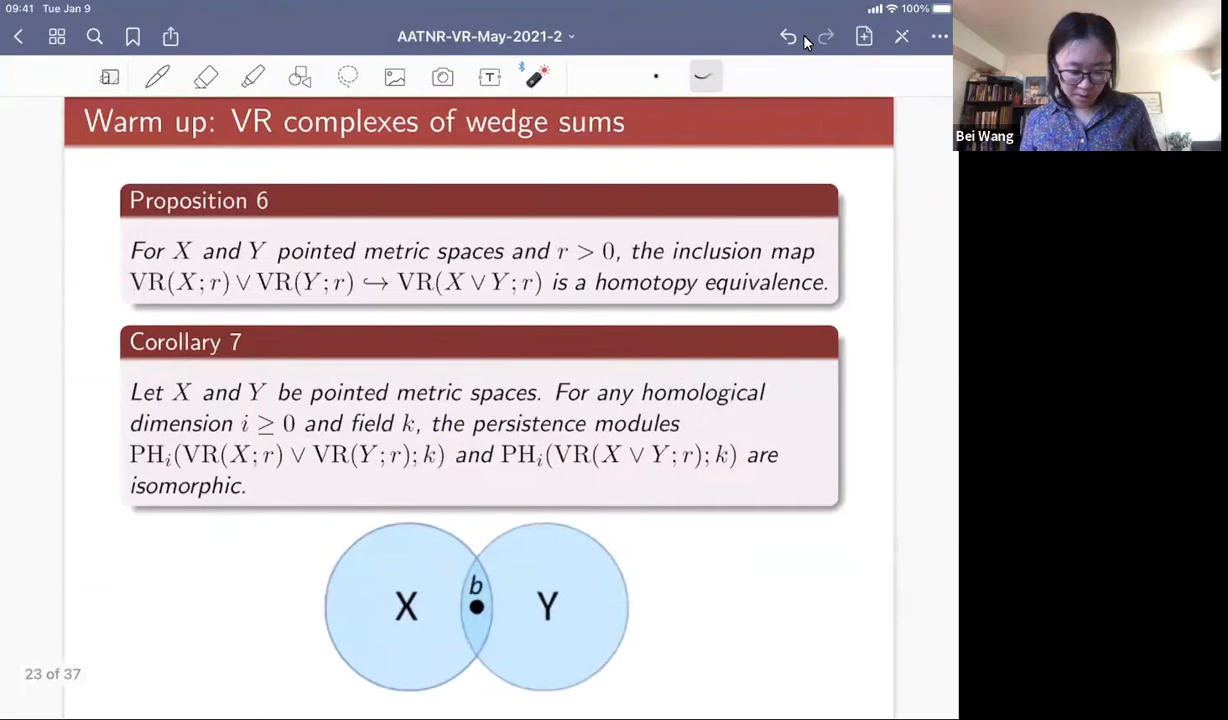 09:41 Tue Jan 9
100%
AATNR-VR-May-2021-2
T
Bei Wang
Warm up: VR complexes of wedge sums
Proposition 6
For X and Y pointed metric spaces and r > 0, the inclusion map
VR(X; r) ∨ VR(Y; r) ↪ VR(X ∨ Y; r) is a homotopy equivalence.
Corollary 7
Let X and Y be pointed metric spaces. For any homological
dimension i ≥ 0 and field k, the persistence modules
PHᵢ(VR(X; r) ∨ VR(Y; r); k) and PHᵢ(VR(X ∨ Y; r); k) are
isomorphic.
X b Y
23 of 37